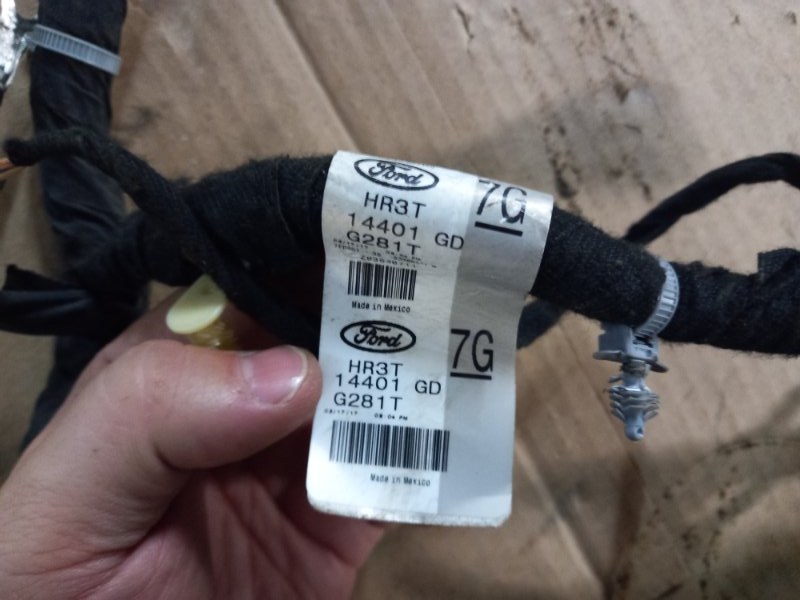 Ford
HR3T
14401 GD
G281T
7G
Made in Mexico
Ford
HR3T
14401 GD
G281T
7G
Made in Mexico